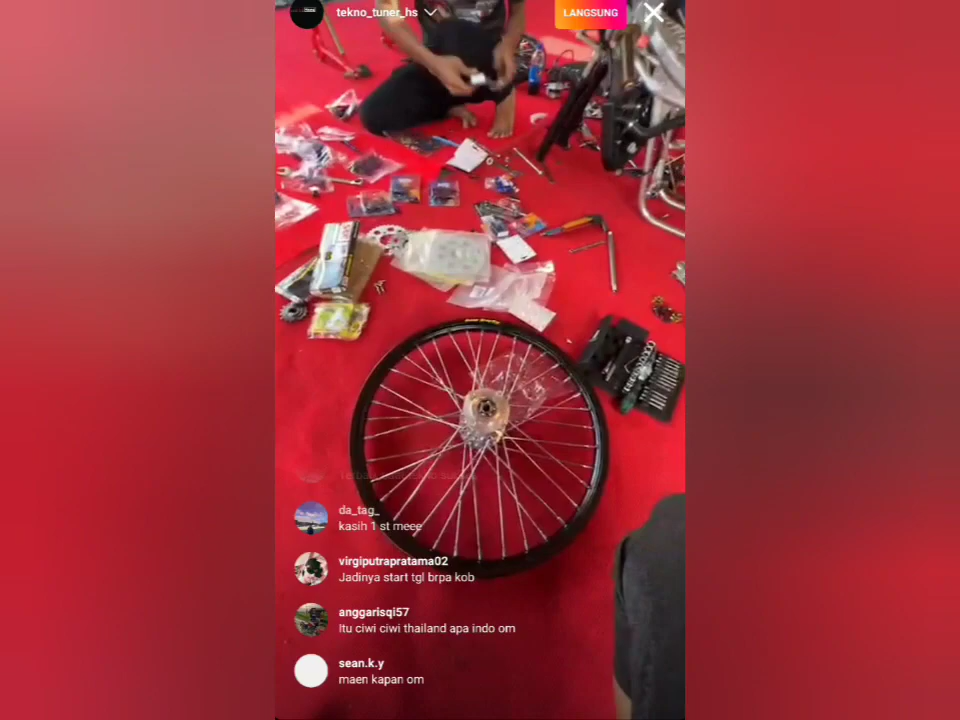 tekno_tuner_hs
LANGSUNG
da_tag_
kasih 1 st meee
virgiputrapratama02
Jadinya start tgl brpa kob
anggarisqi57
Itu ciwi ciwi thailand apa indo om
sean.k.y
maen kapan om